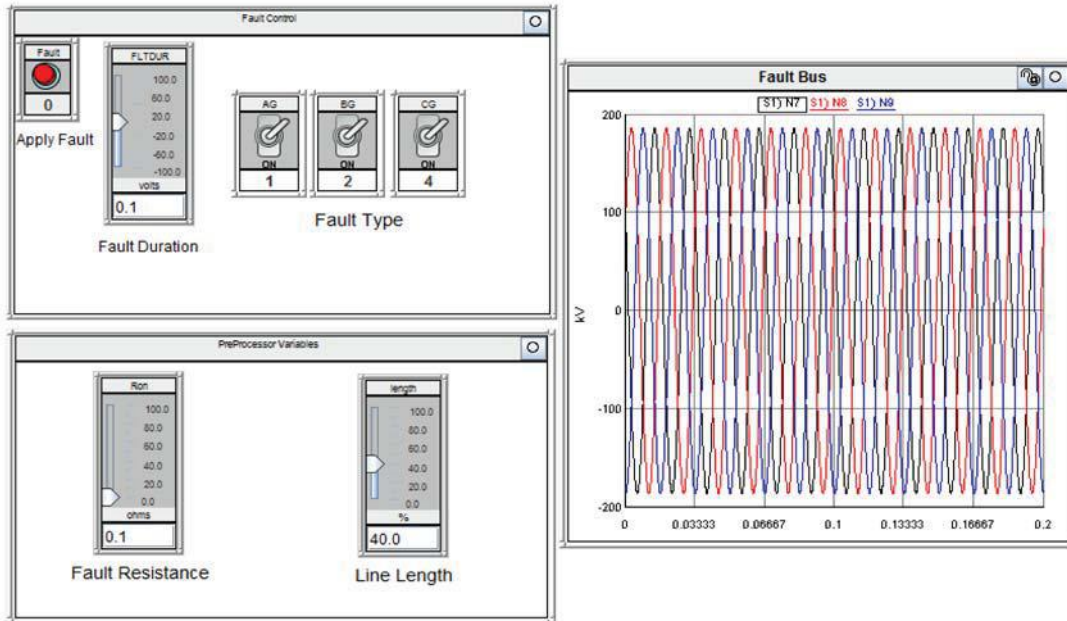 Fault Control
Fault
0
Apply Fault
FLTDUR
100.0
60.0
20.0
-20.0
-60.0
-100.0
volts
0.1
Fault Duration
AG
ON
1
BG
ON
2
CG
ON
4
Fault Type
PreProcessor Variables
Ron
100.0
80.0
60.0
40.0
20.0
0.0
ohms
0.1
Fault Resistance
length
100.0
80.0
60.0
40.0
20.0
0.0
%
40.0
Line Length
Fault Bus
S1) N7 S1) N8 S1) N9
200
100
0
-100
-200
kV
0 0.03333 0.06667 0.1 0.13333 0.16667 0.2